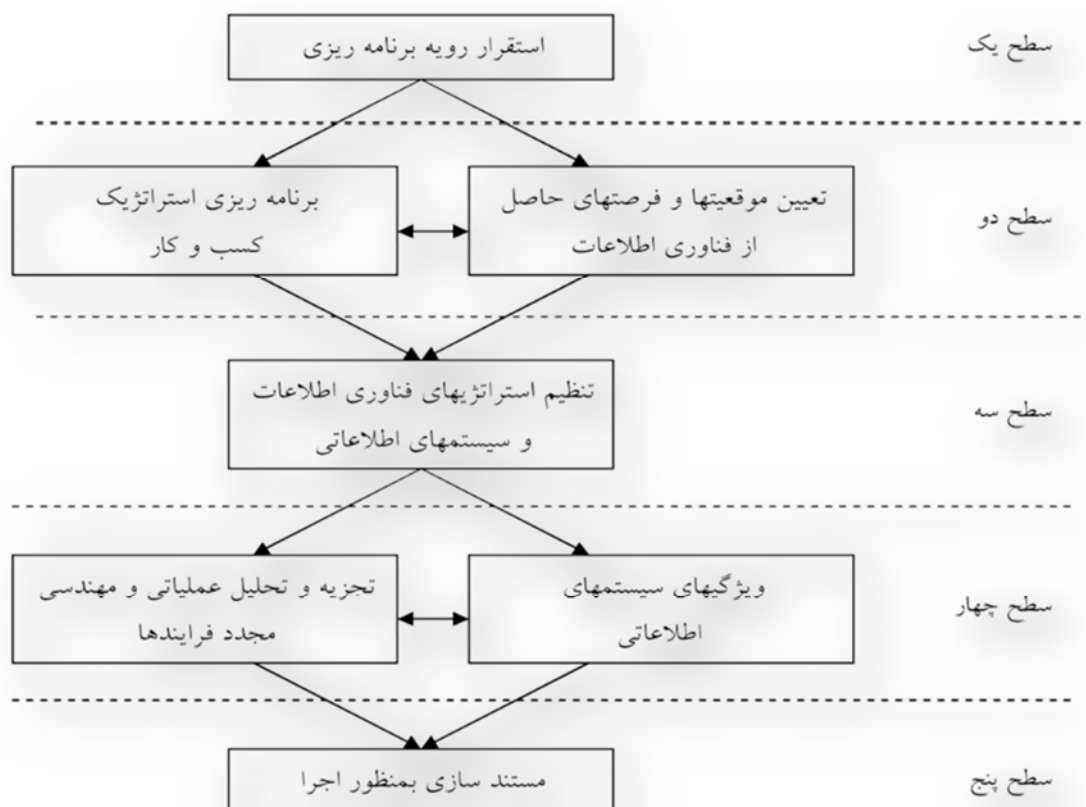 سطح یک
استقرار رویه برنامه ریزی
سطح دو
تعیین موقعیتها و فرصتهای حاصل
از فناوری اطلاعات
برنامه ریزی استراتژیک
کسب و کار
سطح سه
تنظیم استراتژیهای فناوری اطلاعات
و سیستمهای اطلاعاتی
سطح چهار
ویژگیهای سیستمهای
اطلاعاتی
تجزیه و تحلیل عملیاتی و مهندسی
مجدد فرایندها
سطح پنج
مستند سازی بمنظور اجرا